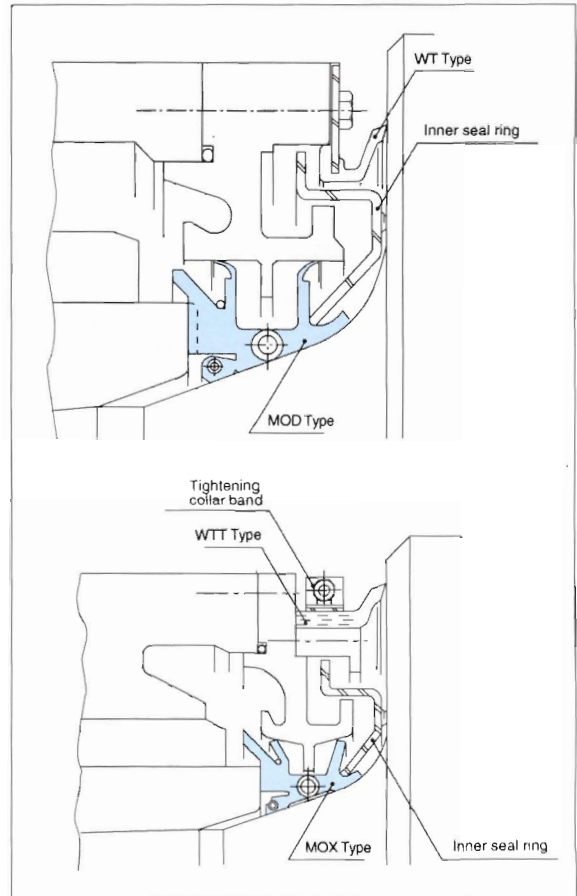 WT Type
Inner seal ring
MOD Type
Tightening
collar band
WTT Type
MOX Type
Inner seal ring